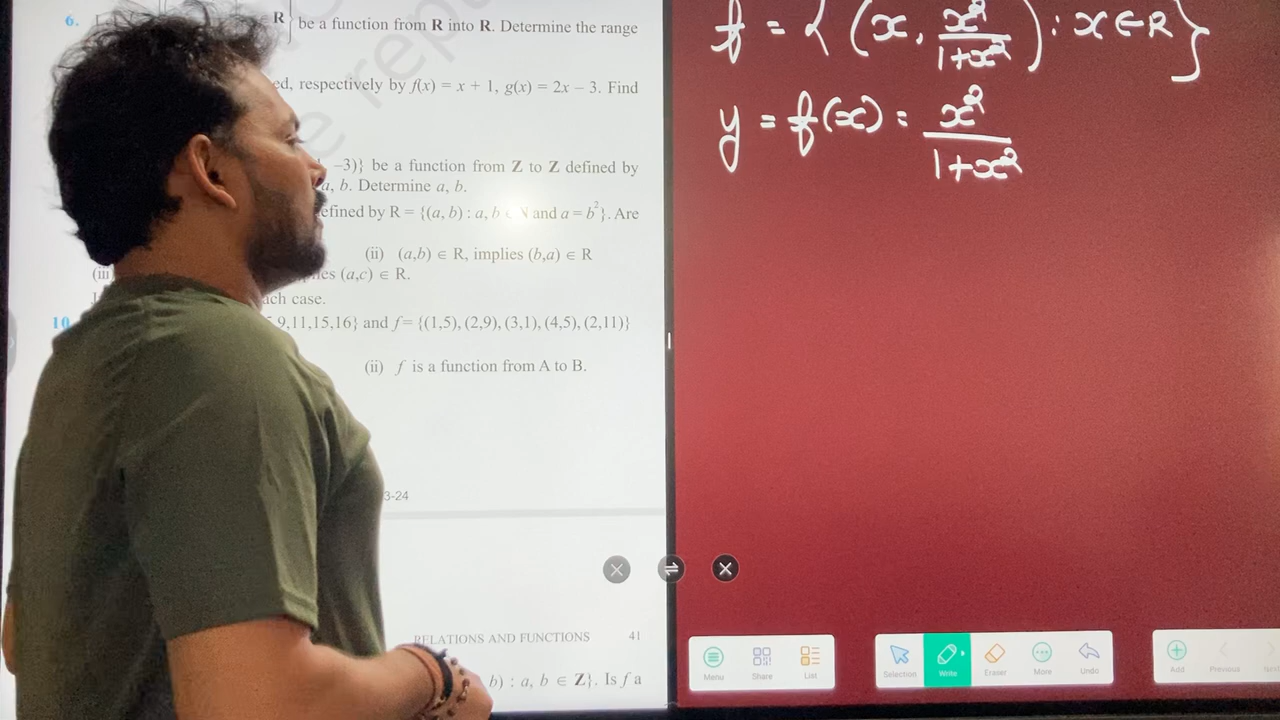 6. R} be a function from R into R. Determine the range
ed, respectively by f(x) = x + 1, g(x) = 2x – 3. Find
–3)} be a function from Z to Z defined by
a, b. Determine a, b.
efined by R = {(a, b) : a, b ∈ N and a = b²}. Are
(ii) (a,b) ∈ R, implies (b,a) ∈ R
(iii) ies (a,c) ∈ R.
ach case.
10 9,11,15,16} and f = {(1,5), (2,9), (3,1), (4,5), (2,11)}
(ii) f is a function from A to B.
3-24
RELATIONS AND FUNCTIONS 41
b) : a, b ∈ Z}. Is f a
f = { (x, x²/1+x²) : x ∈ R }
y = f(x) = x²/1+x²
Menu Share List Selection Write Eraser More Undo Add Previous